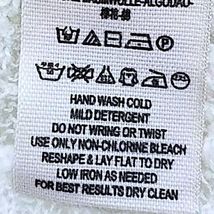 HAND WASH COLD
MILD DETERGENT
DO NOT WRING OR TWIST
USE ONLY NON-CHLORINE BLEACH
RESHAPE & LAY FLAT TO DRY
LOW IRON AS NEEDED
FOR BEST RESULTS DRY CLEAN